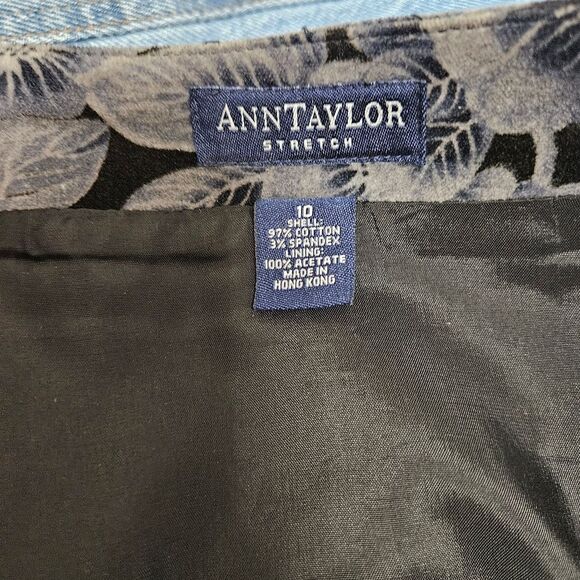 ANNTAYLOR
STRETCH
10
SHELL:
97% COTTON
3% SPANDEX
LINING:
100% ACETATE
MADE IN
HONG KONG